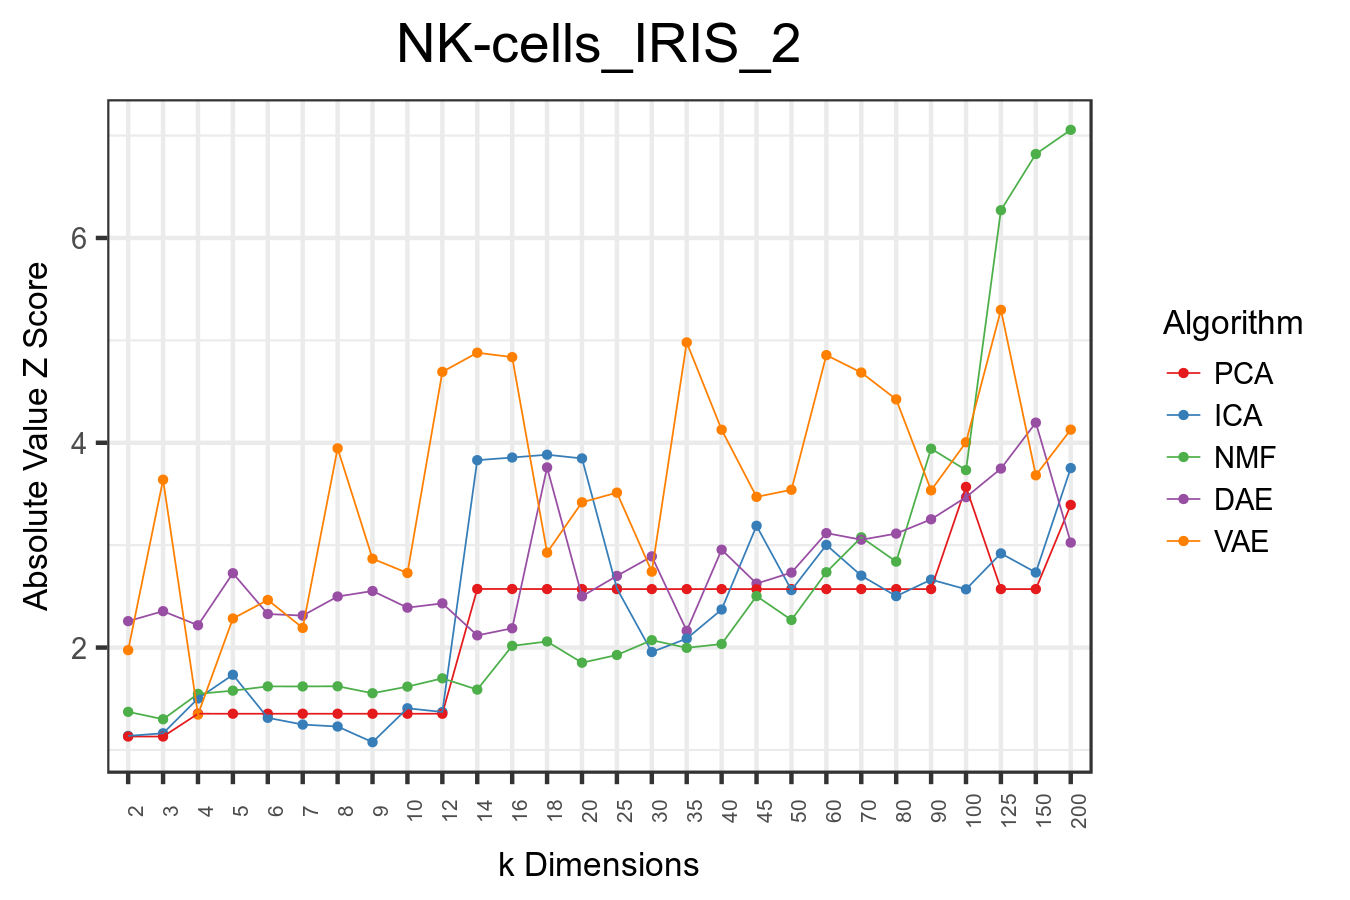 NK-cells_IRIS_2
Absolute Value Z Score
6
4
2
2 3 4 5 6 7 8 9 10 12 14 16 18 20 25 30 35 40 45 50 60 70 80 90 100 125 150 200
k Dimensions
Algorithm
PCA
ICA
NMF
DAE
VAE